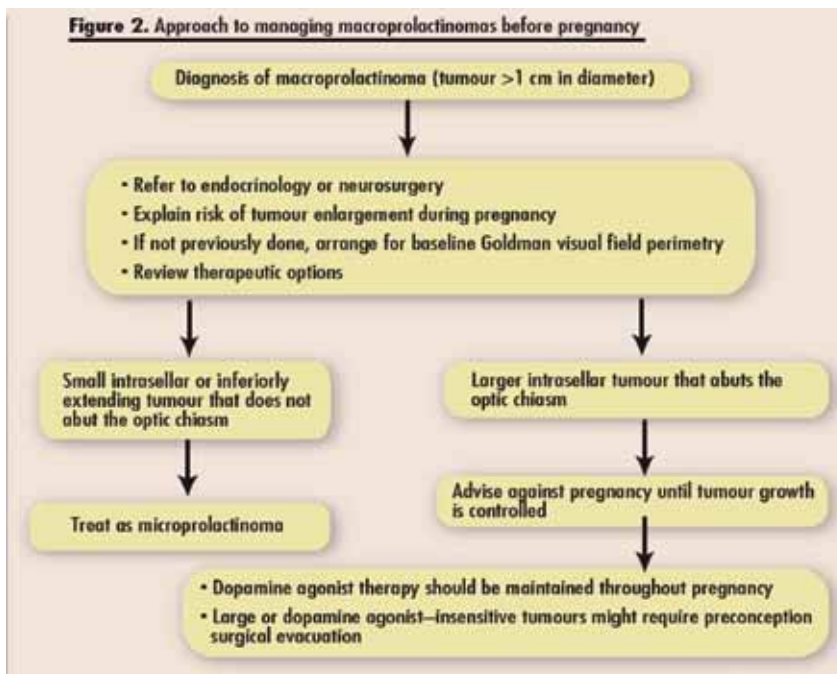 Figure 2. Approach to managing macroprolactinomas before pregnancy
Diagnosis of macroprolactinoma (tumour >1 cm in diameter)
• Refer to endocrinology or neurosurgery
• Explain risk of tumour enlargement during pregnancy
• If not previously done, arrange for baseline Goldman visual field perimetry
• Review therapeutic options
Small intrasellar or inferiorly
extending tumour that does not
abut the optic chiasm
Treat as microprolactinoma
Larger intrasellar tumour that abuts the
optic chiasm
Advise against pregnancy until tumour growth
is controlled
• Dopamine agonist therapy should be maintained throughout pregnancy
• Large or dopamine agonist–insensitive tumours might require preconception
surgical evacuation